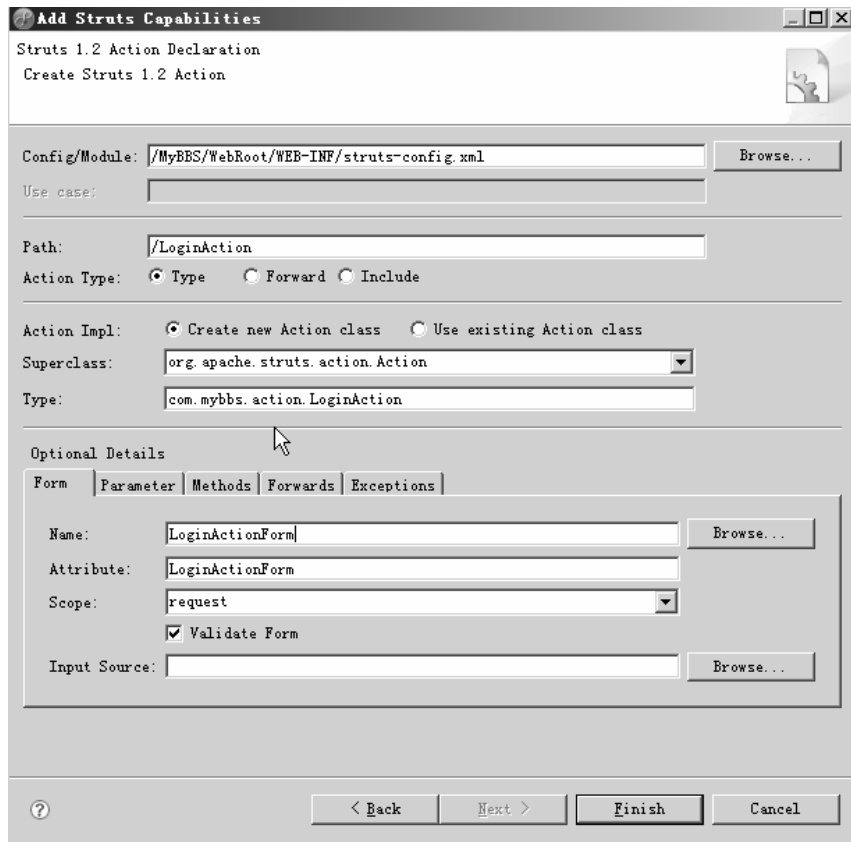 Add Struts Capabilities
Struts 1.2 Action Declaration
Create Struts 1.2 Action
Config/Module: /MyBBS/WebRoot/WEB-INF/struts-config.xml Browse...
Use case:
Path: /LoginAction
Action Type: Type Forward Include
Action Impl: Create new Action class Use existing Action class
Superclass: org.apache.struts.action.Action
Type: com.mybbs.action.LoginAction
Optional Details
Form Parameter Methods Forwards Exceptions
Name: LoginActionForm Browse...
Attribute: LoginActionForm
Scope: request
Validate Form
Input Source: Browse...
? < Back Next > Finish Cancel